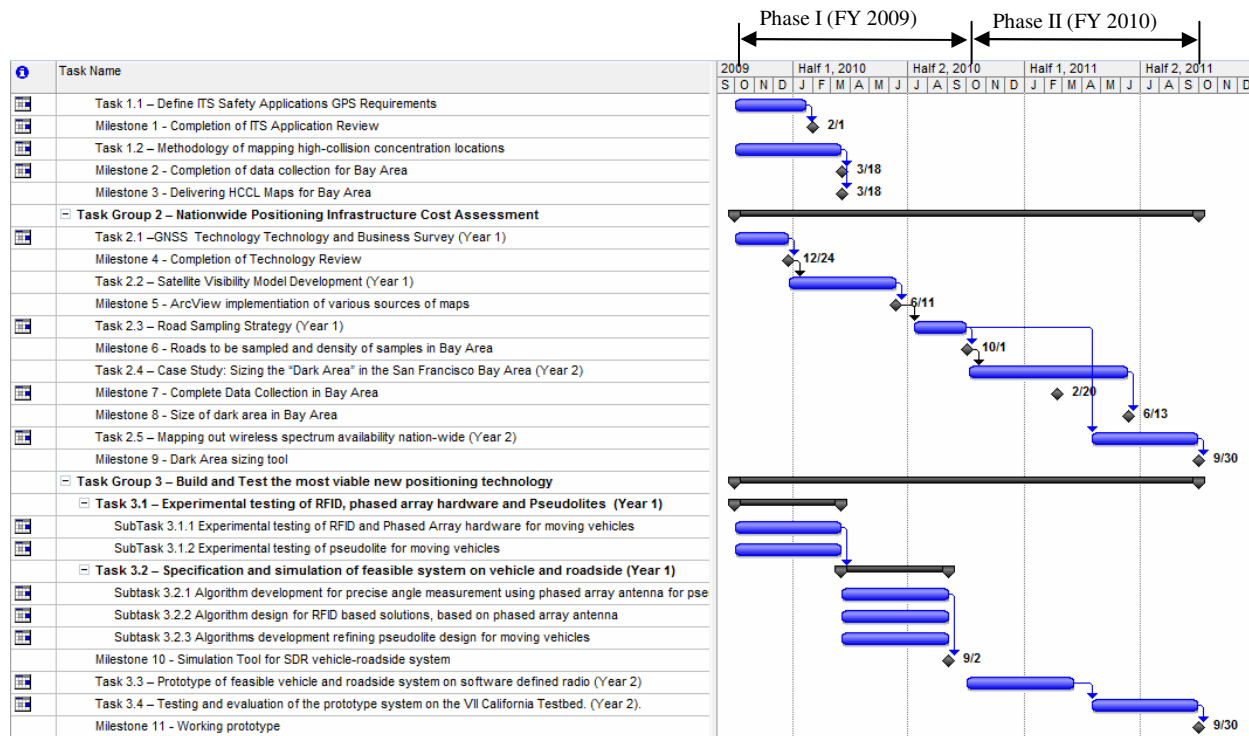 Phase I (FY 2009) Phase II (FY 2010)
Task Name 2009 Half 1, 2010 Half 2, 2010 Half 1, 2011 Half 2, 2011
S O N D J F M A M J J A S O N D J F M A M J J A S O N D
Task 1.1 – Define ITS Safety Applications GPS Requirements
Milestone 1 - Completion of ITS Application Review 2/1
Task 1.2 – Methodology of mapping high-collision concentration locations
Milestone 2 - Completion of data collection for Bay Area 3/18
Milestone 3 - Delivering HCCL Maps for Bay Area 3/18
Task Group 2 – Nationwide Positioning Infrastructure Cost Assessment
Task 2.1 –GNSS Technology Technology and Business Survey (Year 1)
Milestone 4 - Completion of Technology Review 12/24
Task 2.2 – Satellite Visibility Model Development (Year 1)
Milestone 5 - ArcView implementiation of various sources of maps 6/11
Task 2.3 – Road Sampling Strategy (Year 1)
Milestone 6 - Roads to be sampled and density of samples in Bay Area 10/1
Task 2.4 – Case Study: Sizing the “Dark Area” in the San Francisco Bay Area (Year 2)
Milestone 7 - Complete Data Collection in Bay Area 2/20
Milestone 8 - Size of dark area in Bay Area 6/13
Task 2.5 – Mapping out wireless spectrum availability nation-wide (Year 2)
Milestone 9 - Dark Area sizing tool 9/30
Task Group 3 – Build and Test the most viable new positioning technology
Task 3.1 – Experimental testing of RFID, phased array hardware and Pseudolites (Year 1)
SubTask 3.1.1 Experimental testing of RFID and Phased Array hardware for moving vehicles
SubTask 3.1.2 Experimental testing of pseudolite for moving vehicles
Task 3.2 – Specification and simulation of feasible system on vehicle and roadside (Year 1)
Subtask 3.2.1 Algorithm development for precise angle measurement using phased array antenna for pseu
Subtask 3.2.2 Algorithm design for RFID based solutions, based on phased array antenna
Subtask 3.2.3 Algorithms development refining pseudolite design for moving vehicles
Milestone 10 - Simulation Tool for SDR vehicle-roadside system 9/2
Task 3.3 – Prototype of feasible vehicle and roadside system on software defined radio (Year 2)
Task 3.4 – Testing and evaluation of the prototype system on the VII California Testbed. (Year 2).
Milestone 11 - Working prototype 9/30